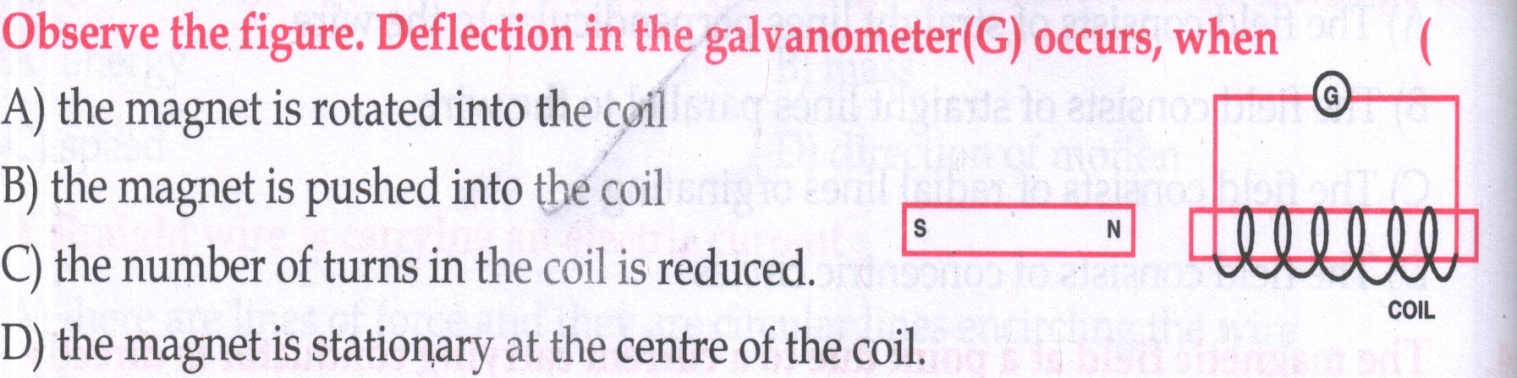 Observe the figure. Deflection in the galvanometer(G) occurs, when (
A) the magnet is rotated into the coil
B) the magnet is pushed into the coil
C) the number of turns in the coil is reduced.
D) the magnet is stationary at the centre of the coil.
G
S N
COIL